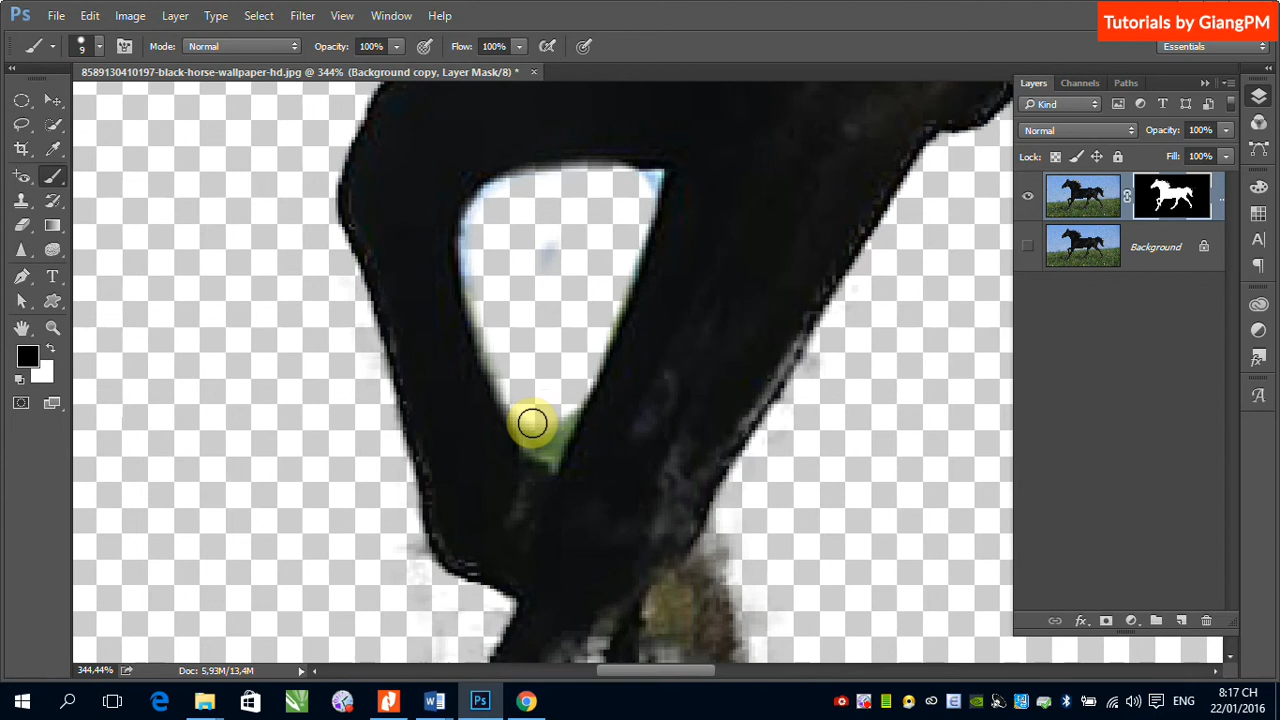 Ps File Edit Image Layer Type Select Filter View Window Help
Tutorials by GiangPM
9 Mode: Normal Opacity: 100% Flow: 100% Essentials
8589130410197-black-horse-wallpaper-hd.jpg @ 344% (Background copy, Layer Mask/8) * ×
Layers Channels Paths
Kind
Normal Opacity: 100%
Lock: Fill: 100%
Background
344,44% Doc: 5,93M/13,4M
ENG
8:17 CH
22/01/2016